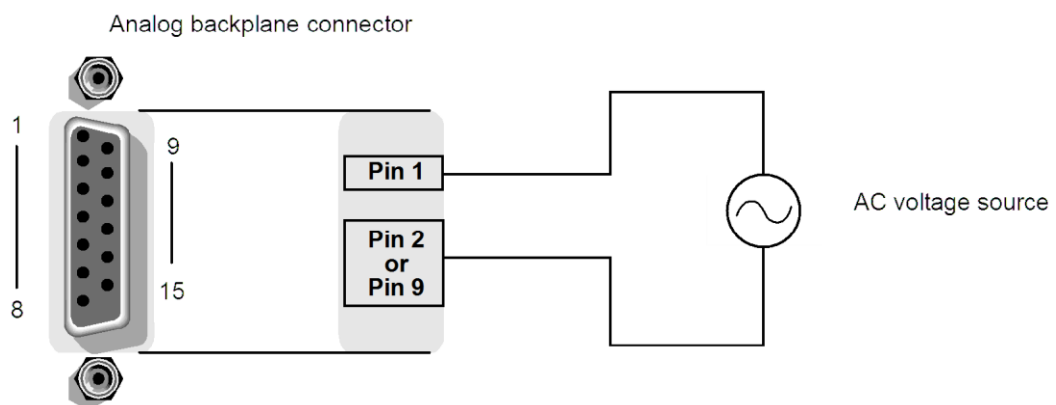 Analog backplane connector
1
9
Pin 1
AC voltage source
Pin 2
or
Pin 9
15
8